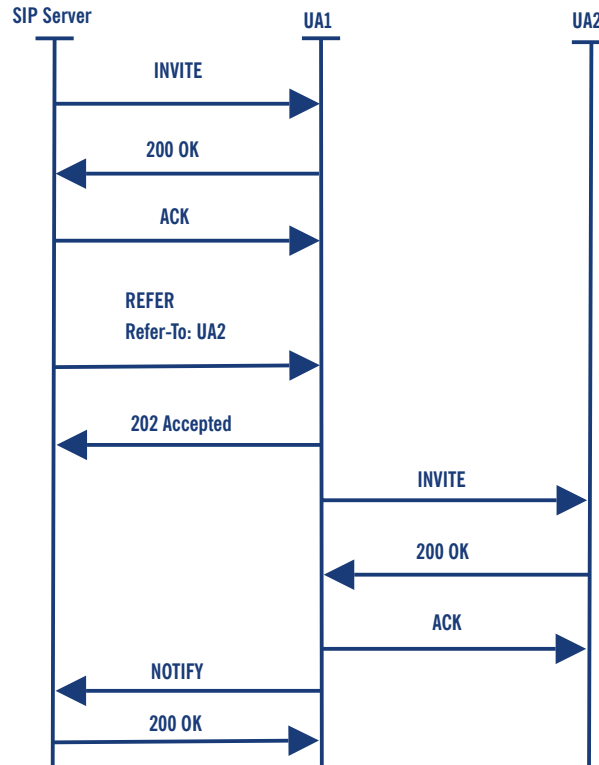 SIP Server
UA1
UA2
INVITE
200 OK
ACK
REFER
Refer-To: UA2
202 Accepted
INVITE
200 OK
ACK
NOTIFY
200 OK